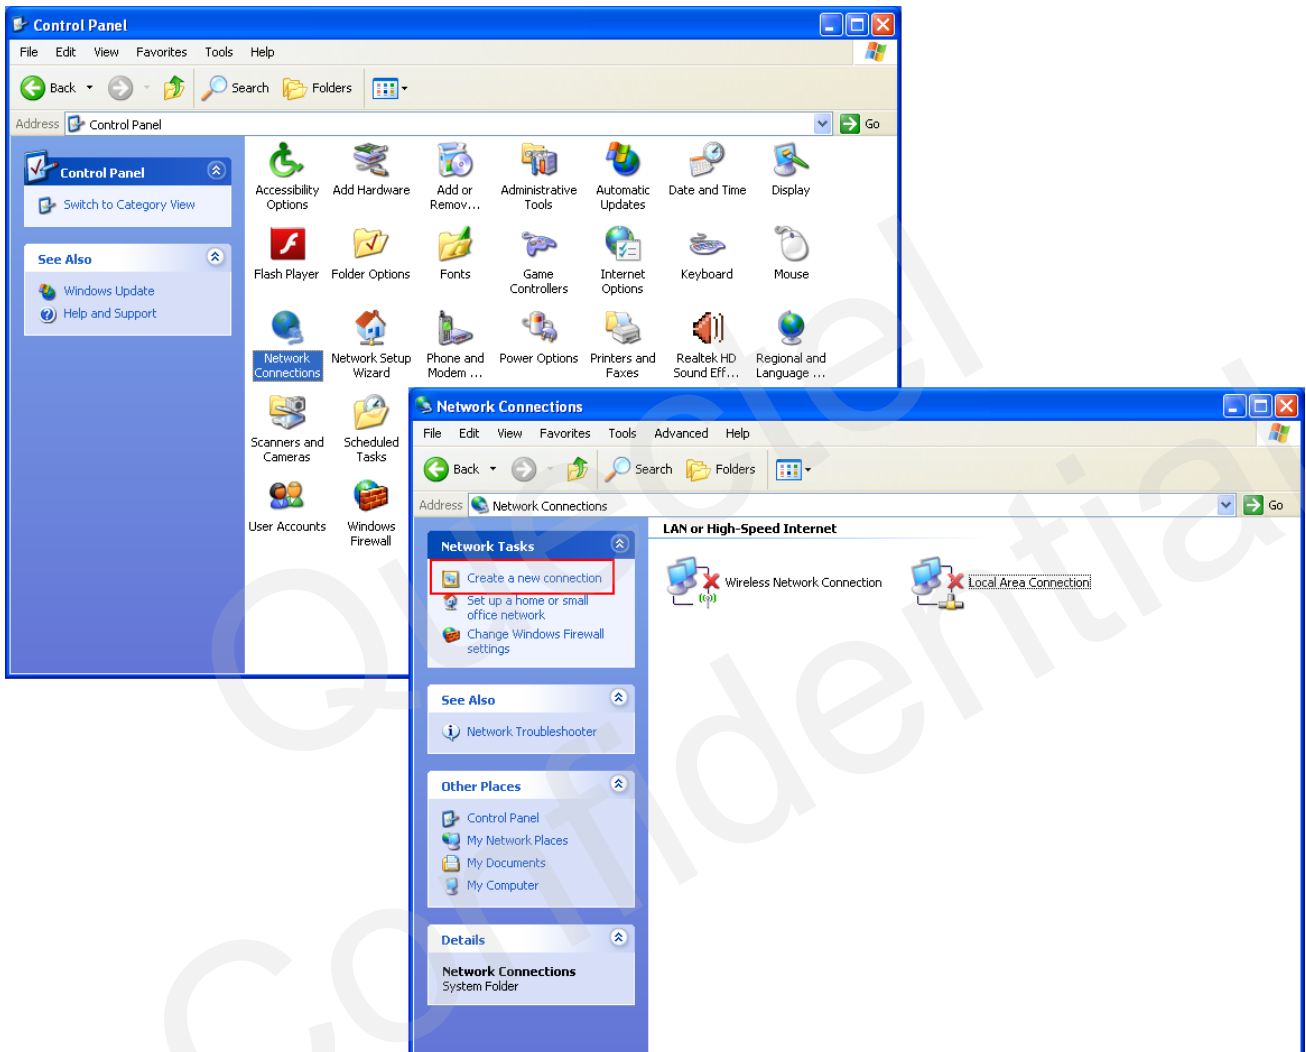 Control Panel
File Edit View Favorites Tools Help
Back Search Folders
Address Control Panel Go
Control Panel
Switch to Category View
See Also
Windows Update
Help and Support
Accessibility Options
Add Hardware
Add or Remov...
Administrative Tools
Automatic Updates
Date and Time
Display
Flash Player
Folder Options
Fonts
Game Controllers
Internet Options
Keyboard
Mouse
Network Connections
Network Setup Wizard
Phone and Modem ...
Power Options
Printers and Faxes
Realtek HD Sound Eff...
Regional and Language ...
Scanners and Cameras
Scheduled Tasks
User Accounts
Windows Firewall
Network Connections
File Edit View Favorites Tools Advanced Help
Back Search Folders
Address Network Connections Go
Network Tasks
Create a new connection
Set up a home or small
office network
Change Windows Firewall
settings
See Also
Network Troubleshooter
Other Places
Control Panel
My Network Places
My Documents
My Computer
Details
Network Connections
System Folder
LAN or High-Speed Internet
Wireless Network Connection
Local Area Connection
Quectel
Confidential